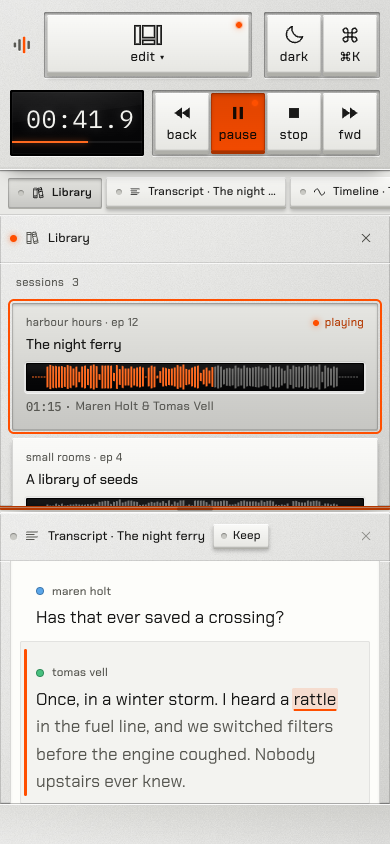 edit ▾
dark
⌘K
00:41.9
back
pause
stop
fwd
Library
Transcript · The night ...
Timeline · T
Library
sessions 3
harbour hours · ep 12
playing
The night ferry
01:15 · Maren Holt & Tomas Vell
small rooms · ep 4
A library of seeds
Transcript · The night ferry
Keep
maren holt
Has that ever saved a crossing?
tomas vell
Once, in a winter storm. I heard a rattle
in the fuel line, and we switched filters
before the engine coughed. Nobody
upstairs ever knew.